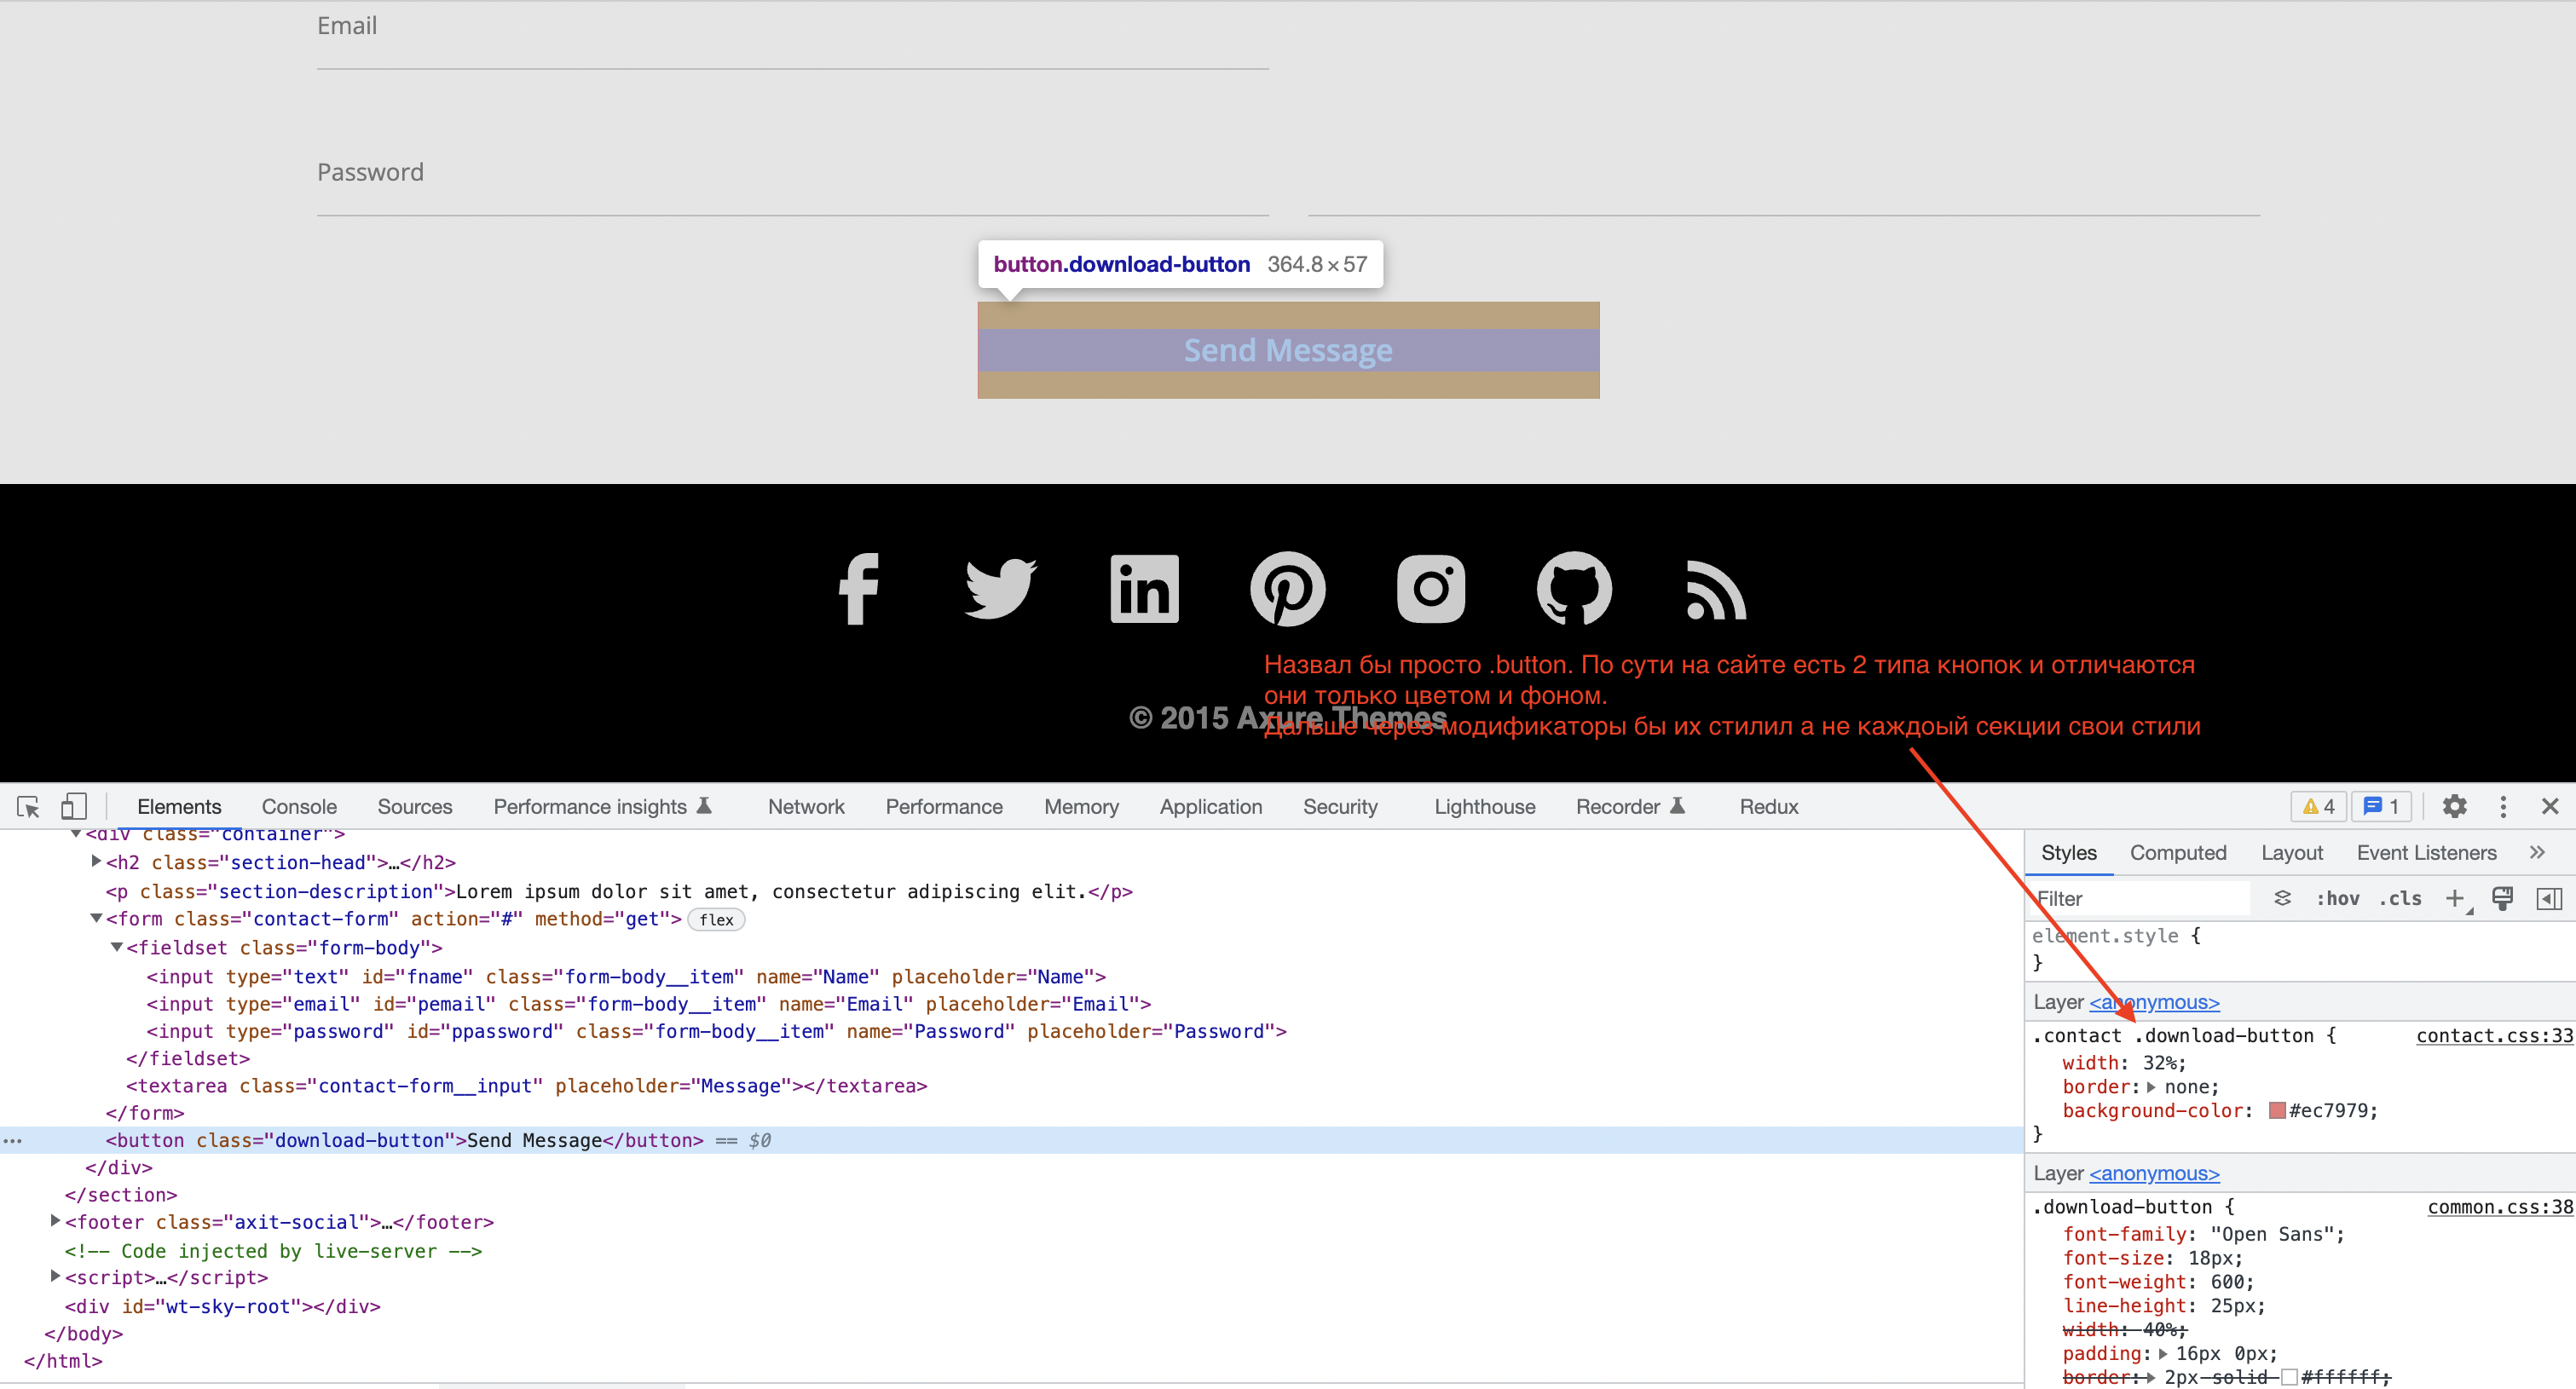 Email
Password
button.download-button 364.8×57
Send Message
Назвал бы просто .button. По сути на сайте есть 2 типа кнопок и отличаются
они только цветом и фоном.
© 2015 Axure Themes
Дальше через модификаторы бы их стилил а не каждоый секции свои стили
Elements Console Sources Performance insights Network Performance Memory Application Security Lighthouse Recorder Redux 4 1
<div class="container">
<h2 class="section-head">…</h2>
<p class="section-description">Lorem ipsum dolor sit amet, consectetur adipiscing elit.</p>
<form class="contact-form" action="#" method="get"> flex
<fieldset class="form-body">
<input type="text" id="fname" class="form-body__item" name="Name" placeholder="Name">
<input type="email" id="pemail" class="form-body__item" name="Email" placeholder="Email">
<input type="password" id="ppassword" class="form-body__item" name="Password" placeholder="Password">
</fieldset>
<textarea class="contact-form__input" placeholder="Message"></textarea>
</form>
<button class="download-button">Send Message</button> == $0
</div>
</section>
<footer class="axit-social">…</footer>
<!-- Code injected by live-server -->
<script>…</script>
<div id="wt-sky-root"></div>
</body>
</html>
Styles Computed Layout Event Listeners
Filter :hov .cls
element.style {
}
Layer <anonymous>
.contact .download-button { contact.css:33
width: 32%;
border: none;
background-color: #ec7979;
}
Layer <anonymous>
.download-button { common.css:38
font-family: "Open Sans";
font-size: 18px;
font-weight: 600;
line-height: 25px;
width: 40%;
padding: 16px 0px;
border: 2px solid #ffffff;